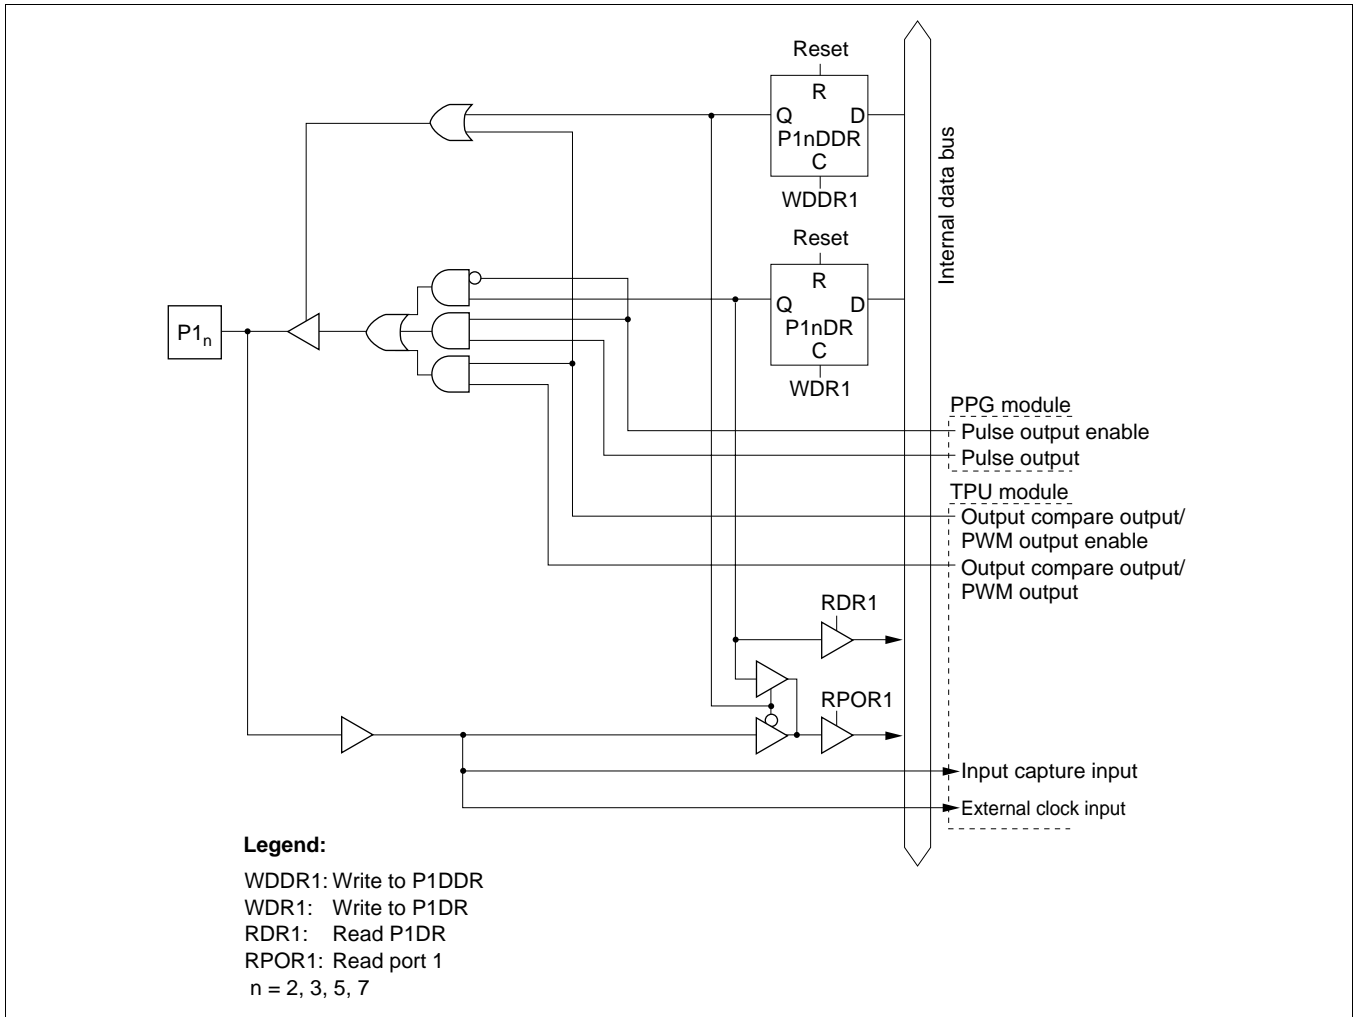 Reset
R
Q D
P1nDDR
C
WDDR1
Internal data bus
Reset
R
Q D
P1nDR
C
WDR1
P1n
PPG module
Pulse output enable
Pulse output
TPU module
Output compare output/
PWM output enable
Output compare output/
PWM output
RDR1
RPOR1
Input capture input
External clock input
Legend:
WDDR1: Write to P1DDR
WDR1: Write to P1DR
RDR1: Read P1DR
RPOR1: Read port 1
n = 2, 3, 5, 7